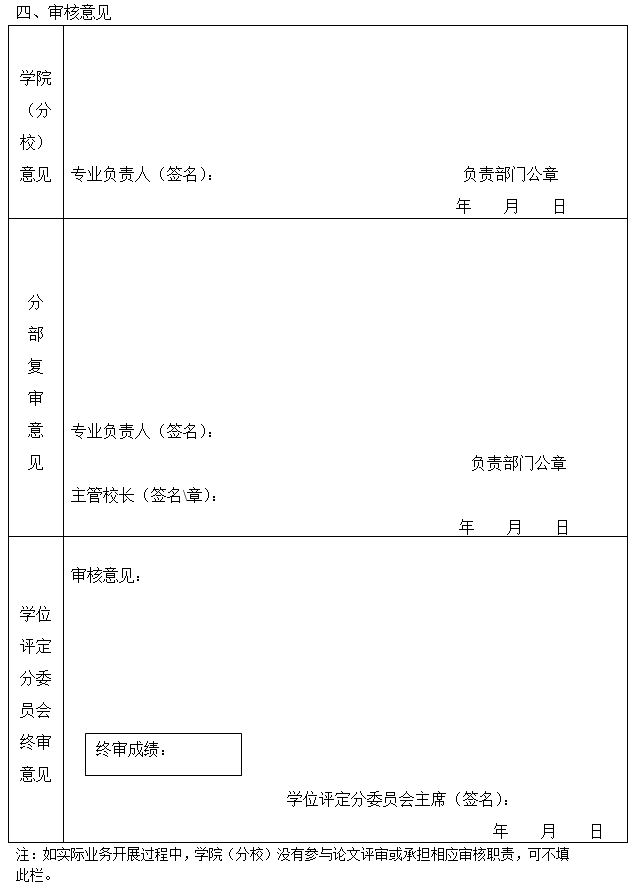 四、审核意见
学院
（分
校）
意见
专业负责人（签名）： 负责部门公章
年 月 日
分
部
复
审
意
见
专业负责人（签名）：
负责部门公章
主管校长（签名\章）：
年 月 日
学位
评定
分委
员会
终审
意见
审核意见：
终审成绩：
学位评定分委员会主席（签名）：
年 月 日
注：如实际业务开展过程中，学院（分校）没有参与论文评审或承担相应审核职责，可不填
此栏。